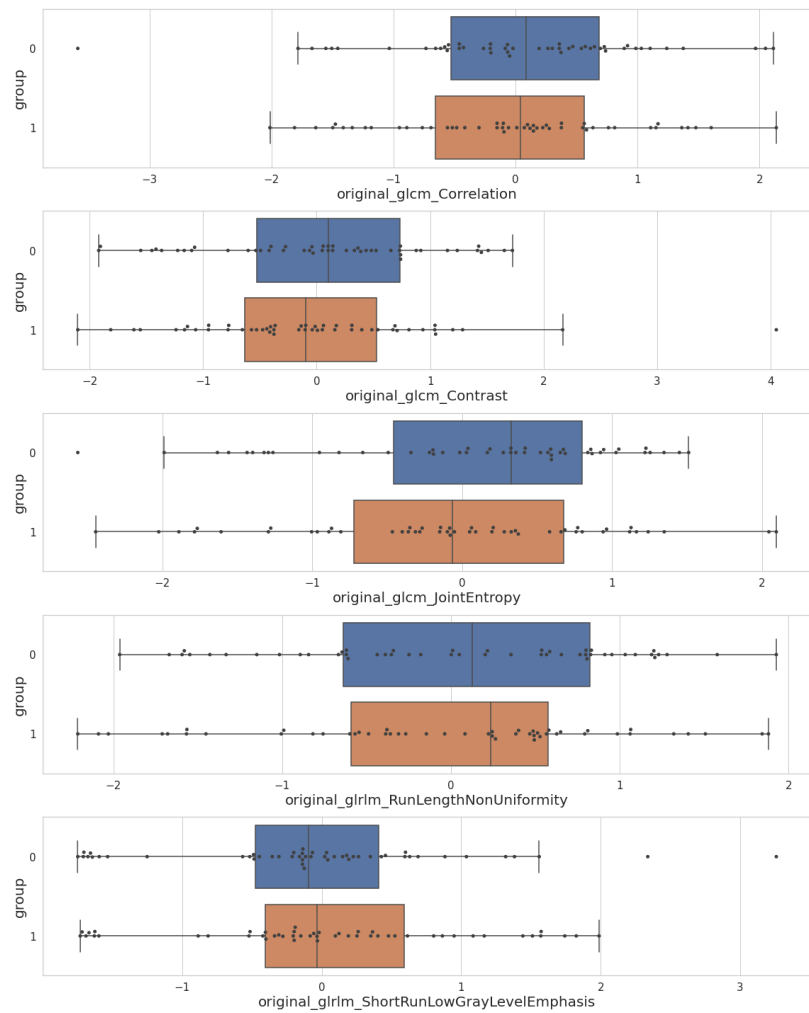 0
group
1
−3 −2 −1 0 1 2
original_glcm_Correlation
0
group
1
−2 −1 0 1 2 3 4
original_glcm_Contrast
0
group
1
−2 −1 0 1 2
original_glcm_JointEntropy
0
group
1
−2 −1 0 1 2
original_glrlm_RunLengthNonUniformity
0
group
1
−1 0 1 2 3
original_glrlm_ShortRunLowGrayLevelEmphasis